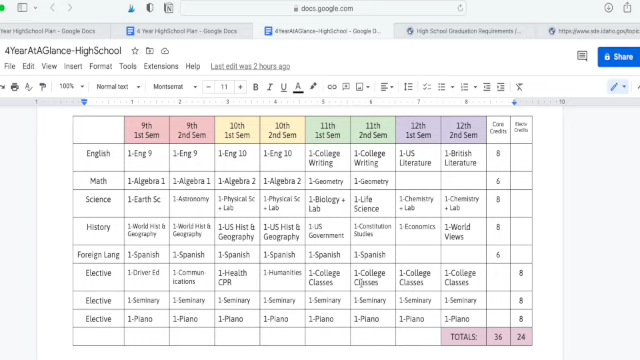 docs.google.com
Year HighSchool Plan - Google Docs
4 Year HighSchool Plan - Google Docs
4YearAtAGlance-HighSchool - Google D...
High School Graduation Requirements /
www.sde.idaho.gov/topic
4YearAtAGlance-HighSchool
File Edit View Insert Format Tools Extensions Help Last edit was 2 hours ago
Share
100% Normal text Montserrat 11
1 1 2 3 4 5 6 7 8 9 10
9th 1st Sem 9th 2nd Sem 10th 1st Sem 10th 2nd Sem 11th 1st Sem 11th 2nd Sem 12th 1st Sem 12th 2nd Sem Core Credits Elects Credits
English 1-Eng 9 1-Eng 9 1-Eng 10 1-Eng 10 1-College Writing 1-College Writing 1-US Literature 1-British Literature 8
Math 1-Algebra 1 1-Algebra 1 1-Algebra 2 1-Algebra 2 1-Geometry 1-Geometry 6
Science 1-Earth Sc 1-Astronomy 1-Physical Sc + Lab 1-Physical Sc + Lab 1-Biology + Lab 1-Life Science 1-Chemistry + Lab 1-Chemistry + Lab 8
History 1-World Hist & Geography 1-World Hist & Geography 1-US Hist & Geography 1-US Hist & Geography 1-US Government 1-Constitution Studies 1-Economics 1-World Views 8
Foreign Lang 1-Spanish 1-Spanish 1-Spanish 1-Spanish 1-Spanish 1-Spanish 6
Elective 1-Driver Ed 1-Commun-ications 1-Health CPR 1-Humanities 1-College Classes 1-College Classes 1-College Classes 1-College Classes 8
Elective 1-Seminary 1-Seminary 1-Seminary 1-Seminary 1-Seminary 1-Seminary 1-Seminary 1-Seminary 8
Elective 1-Piano 1-Piano 1-Piano 1-Piano 1-Piano 1-Piano 1-Piano 1-Piano 8
TOTALS: 36 24